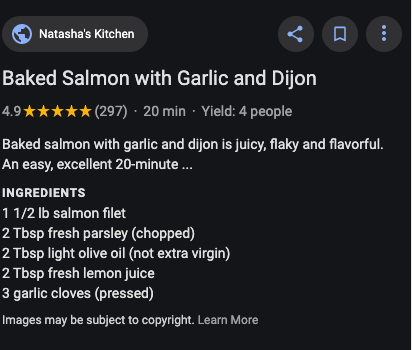 Natasha's Kitchen
Baked Salmon with Garlic and Dijon
4.9★★★★★(297) · 20 min · Yield: 4 people
Baked salmon with garlic and dijon is juicy, flaky and flavorful.
An easy, excellent 20-minute ...
INGREDIENTS
1 1/2 lb salmon filet
2 Tbsp fresh parsley (chopped)
2 Tbsp light olive oil (not extra virgin)
2 Tbsp fresh lemon juice
3 garlic cloves (pressed)
Images may be subject to copyright. Learn More